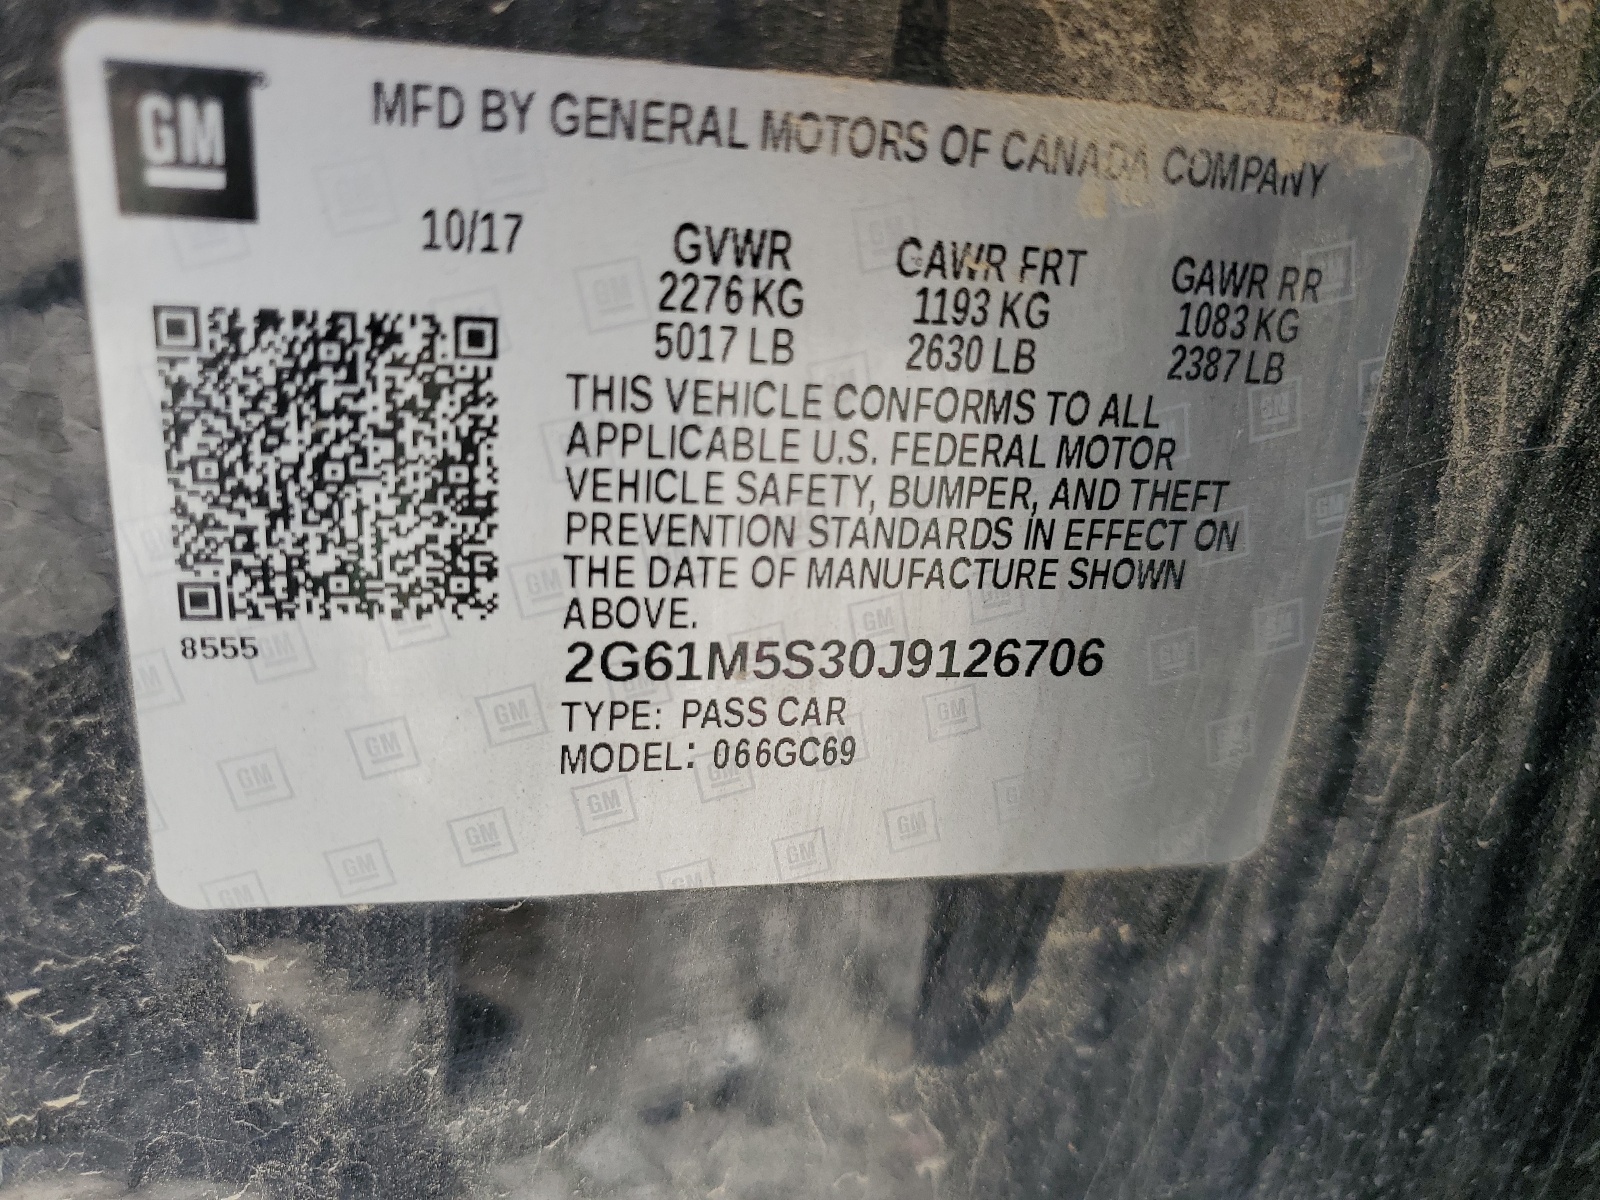 GM
MFD BY GENERAL MOTORS OF CANADA COMPANY
10/17
GVWR GAWR FRT GAWR RR
2276 KG 1193 KG 1083 KG
5017 LB 2630 LB 2387 LB
THIS VEHICLE CONFORMS TO ALL
APPLICABLE U.S. FEDERAL MOTOR
VEHICLE SAFETY, BUMPER, AND THEFT
PREVENTION STANDARDS IN EFFECT ON
THE DATE OF MANUFACTURE SHOWN
ABOVE.
8555
2G61M5S30J9126706
TYPE: PASS CAR
MODEL: 066GC69